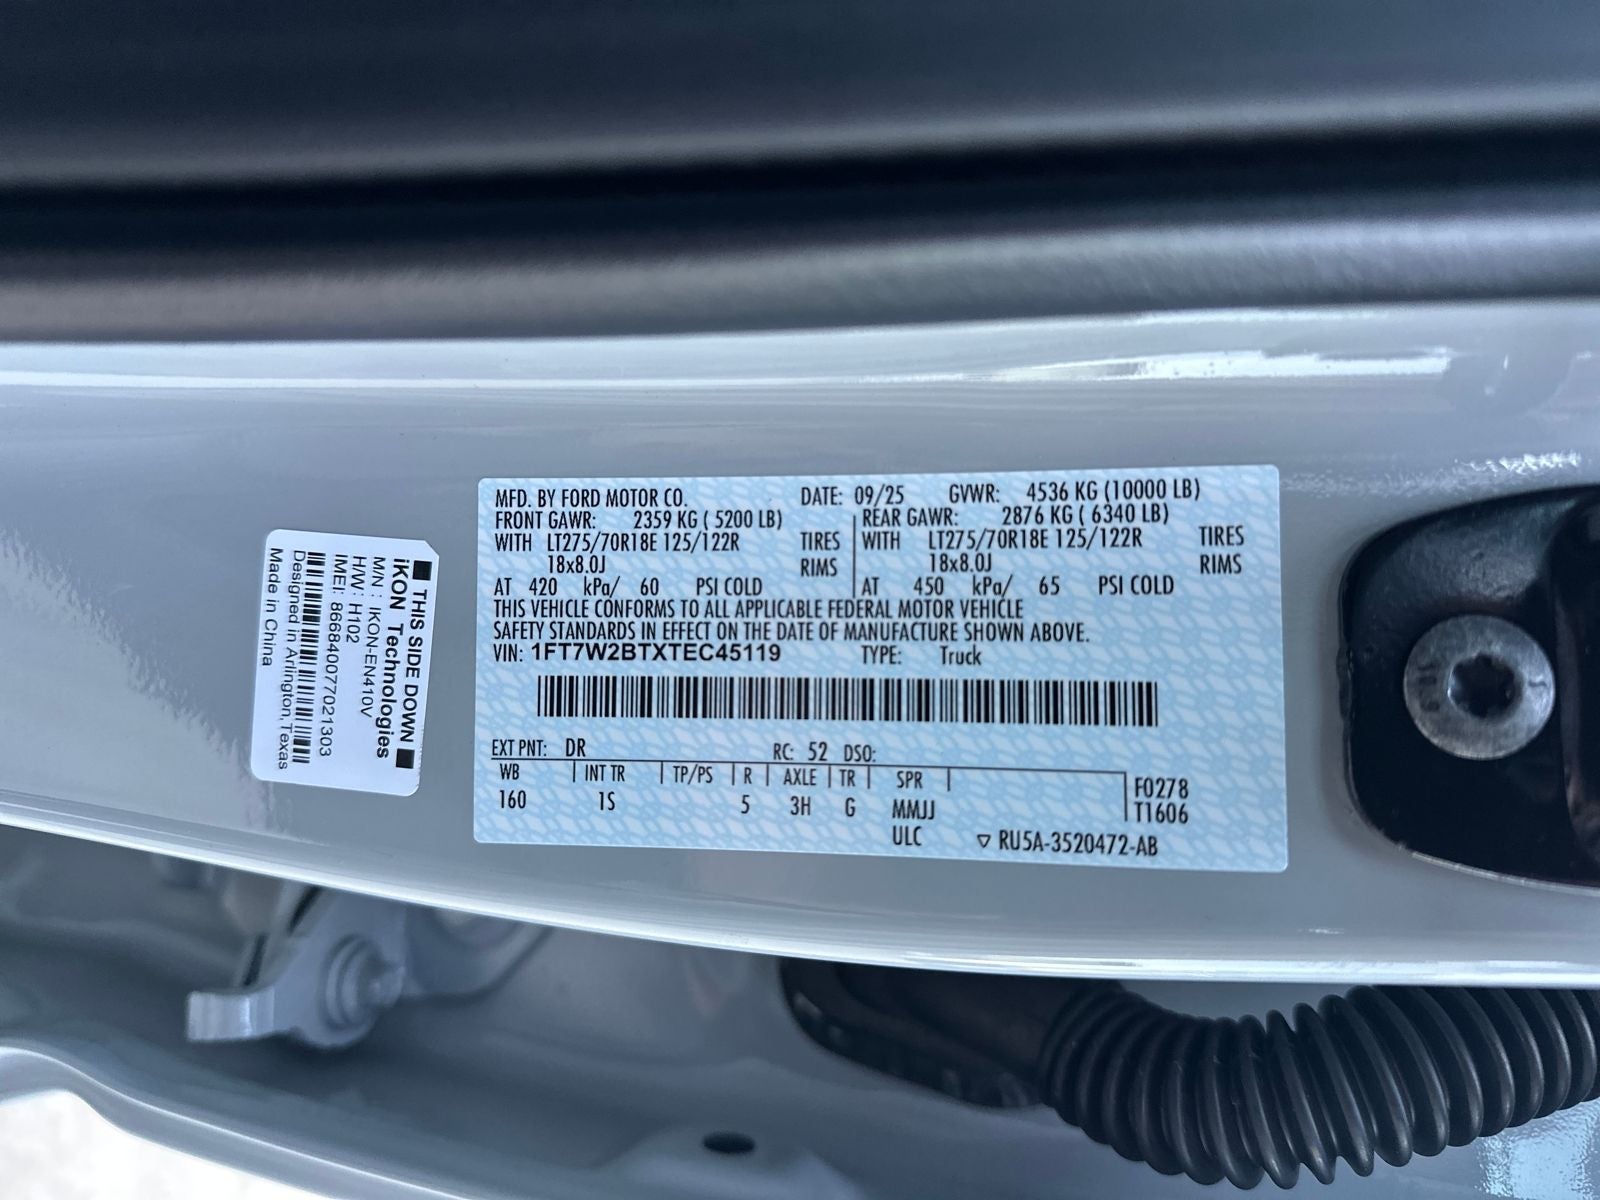 MFD. BY FORD MOTOR CO. DATE: 09/25 GVWR: 4536 KG (10000 LB)
FRONT GAWR: 2359 KG ( 5200 LB) REAR GAWR: 2876 KG ( 6340 LB)
WITH LT275/70R18E 125/122R TIRES WITH LT275/70R18E 125/122R TIRES
18x8.0J RIMS 18x8.0J RIMS
AT 420 kPa/ 60 PSI COLD AT 450 kPa/ 65 PSI COLD
THIS VEHICLE CONFORMS TO ALL APPLICABLE FEDERAL MOTOR VEHICLE
SAFETY STANDARDS IN EFFECT ON THE DATE OF MANUFACTURE SHOWN ABOVE.
VIN: 1FT7W2BTXTEC45119 TYPE: Truck
EXT PNT: DR RC: 52 DSO:
WB INT TR TP/PS R AXLE TR SPR F0278
160 1S 5 3H G MMJJ T1606
ULC ▽ RU5A-3520472-AB
■ THIS SIDE DOWN ■
iKON Technologies
M/N : IKON-EN410V
H/W : H102
IMEI: 866840077021303
Designed in Arlington, Texas
Made in China